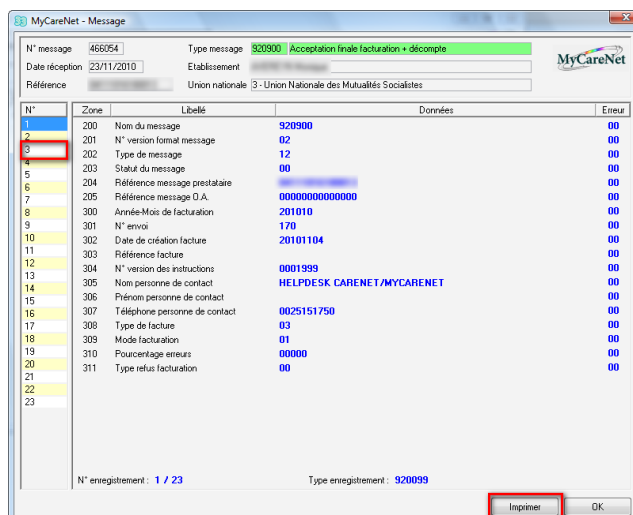 MyCareNet - Message
N° message 466054 Type message 920900 Acceptation finale facturation + décompte
Date réception 23/11/2010 Etablissement
Référence Union nationale 3 - Union Nationale des Mutualités Socialistes
MyCareNet
N° Zone Libellé Données Erreur
1 200 Nom du message 920900 00
2 201 N° version format message 02 00
3 202 Type de message 12 00
4 203 Statut du message 00 00
5 204 Référence message prestataire 00
6 205 Référence message O.A. 00000000000000 00
7 300 Année-Mois de facturation 201010 00
8 301 N° envoi 170 00
9 302 Date de création facture 20101104 00
10 303 Référence facture 00
11 304 N° version des instructions 0001999 00
12 305 Nom personne de contact HELPDESK CARENET/MYCARENET 00
13 306 Prénom personne de contact 00
14 307 Téléphone personne de contact 0025151750 00
15 308 Type de facture 03 00
16 309 Mode facturation 01 00
17 310 Pourcentage erreurs 00000 00
18 311 Type refus facturation 00 00
19
20
21
22
23
N° enregistrement : 1 / 23 Type enregistrement : 920099
Imprimer OK